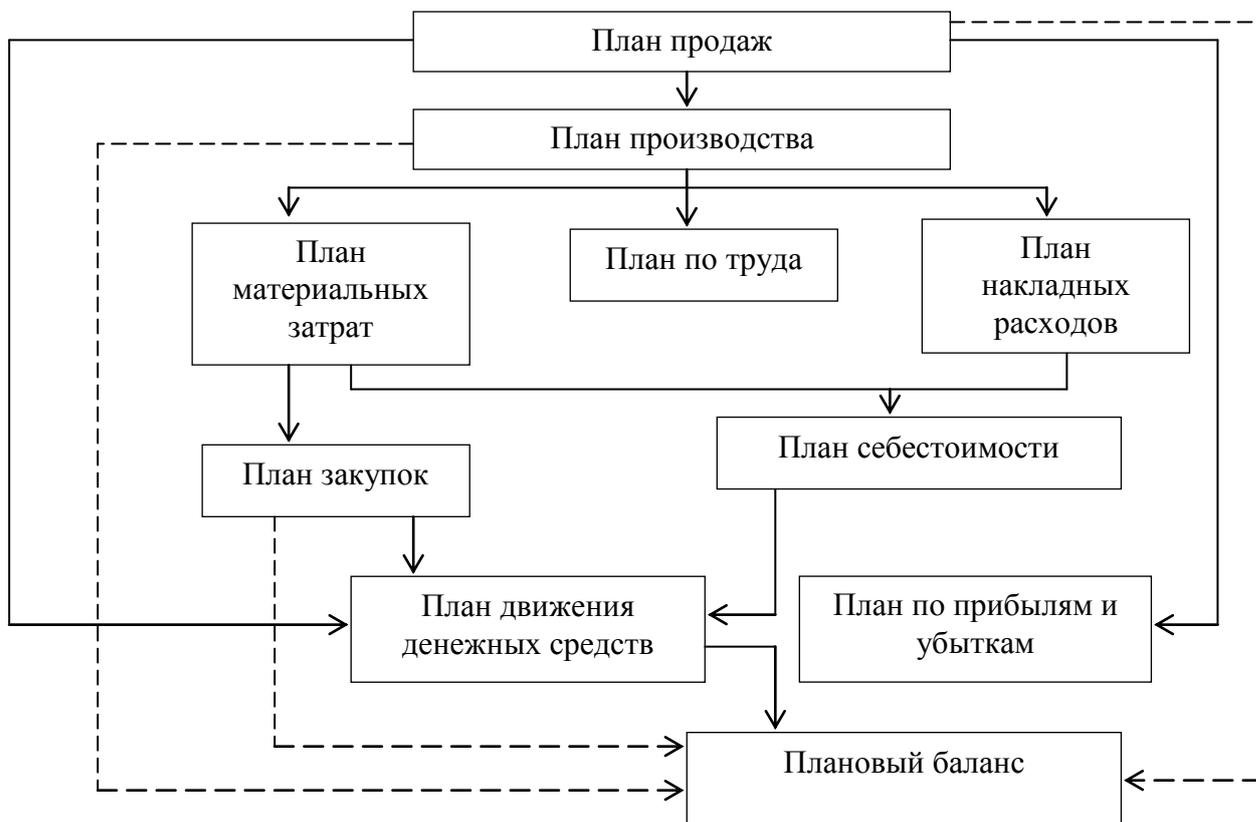 План продаж
План производства
План
материальных
затрат
План по труда
План
накладных
расходов
План себестоимости
План закупок
План движения
денежных средств
План по прибылям и
убыткам
Плановый баланс